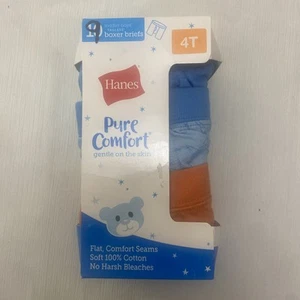 boxer briefs
4T
Hanes
Pure
Comfort
gentle on the skin
Flat, Comfort Seams
Soft 100% Cotton
No Harsh Bleaches